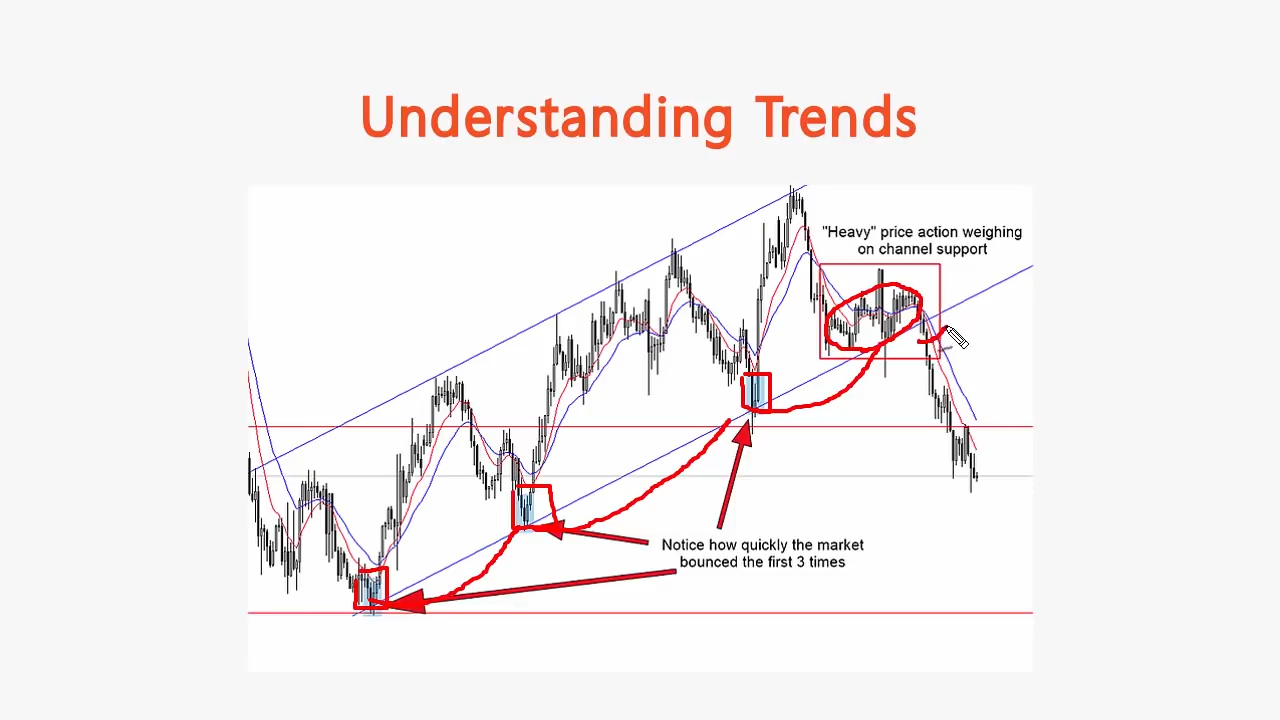 Understanding Trends
"Heavy" price action weighing
on channel support
Notice how quickly the market
bounced the first 3 times